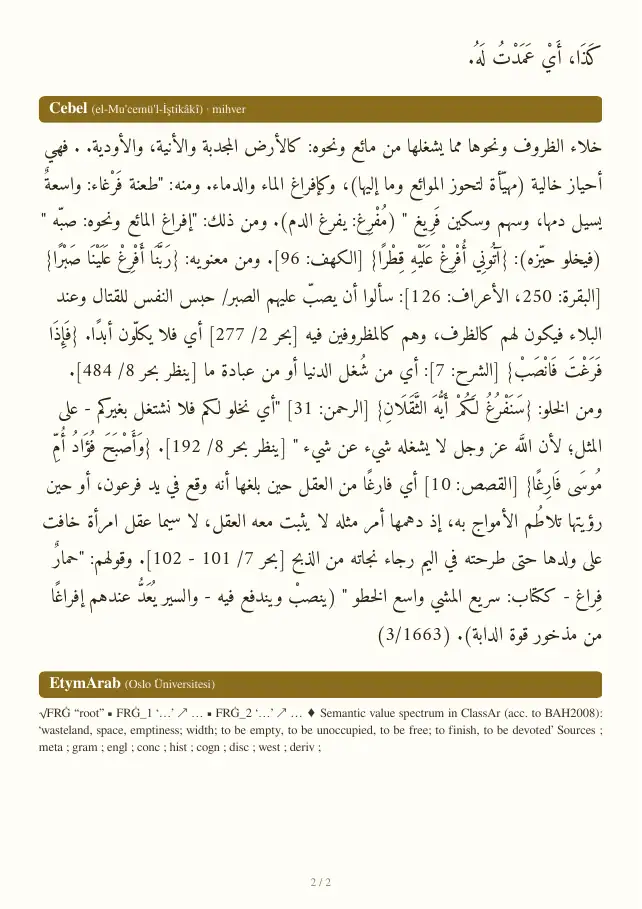 كَذَا، أَيْ عَمَدْتُ لَهُ.
Cebel (el-Mu'cemü'l-İştikâkî) · mihver
خلاء الظروف ونحوها مما يشغلها من مائع ونحوه: كالأرض المجدبة والأنية، والأودية. . فهي
أحياز خالية (مهيّأة لتحوز الموائع وما إليها)، وكإفراغ الماء والدماء. ومنه: "طعنة فَرْغاء: واسعةٌ
يسيل دمها، وسهم وسكين فَرِيغ " (مُفْرِغ: يفرغ الدم). ومن ذلك: "إفراغ المائع ونحوه: صبّه "
(فيخلو حيّزه): {آتُونِي أُفْرِغْ عَلَيْهِ قِطْرًا} [الكهف: 96]. ومن معنويه: {رَبَّنَا أَفْرِغْ عَلَيْنَا صَبْرًا}
[البقرة: 250، الأعراف: 126]: سألوا أن يصبّ عليهم الصبر/ حبس النفس للقتال وعند
البلاء فيكون لهم كالظرف، وهم كالمظروفين فيه [بحر 2/ 277] أي فلا يكلّون أبدًا. {فَإِذَا
فَرَغْتَ فَانْصَبْ} [الشرح: 7]: أي من شُغل الدنيا أو من عبادة ما [ينظر بحر 8/ 484].
ومن الخلو: {سَنَفْرُغُ لَكُمْ أَيُّهَ الثَّقَلَانِ} [الرحمن: 31] "أي نخلو لكم فلا نشتغل بغيركم - على
المثل؛ لأن الله عز وجل لا يشغله شيء عن شيء " [ينظر بحر 8/ 192]. {وَأَصْبَحَ فُؤَادُ أُمِّ
مُوسَى فَارِغًا} [القصص: 10] أي فارغًا من العقل حين بلغها أنه وقع في يد فرعون، أو حين
رؤيتها تلاطُم الأمواج به، إذ دهمها أمر مثله لا يثبت معه العقل، لا سيما عقل امرأة خافت
على ولدها حتى طرحته في اليم رجاء نجاته من الذبح [بحر 7/ 101 - 102]. وقولهم: "حمارٌ
فِراغ - ككتاب: سريع المشي واسع الخطو " (ينصبّ ويندفع فيه - والسير يُعَدُّ عندهم إفراغًا
من مذخور قوة الدابة). (3/1663)
EtymArab (Oslo Üniversitesi)
√FRĠ “root” ▪ FRĠ_1 ‘…’ ↗ … ▪ FRĠ_2 ‘…’ ↗ … ♦ Semantic value spectrum in ClassAr (acc. to BAH2008):
‘wasteland, space, emptiness; width; to be empty, to be unoccupied, to be free; to finish, to be devoted’ Sources ;
meta ; gram ; engl ; conc ; hist ; cogn ; disc ; west ; deriv ;
2 / 2